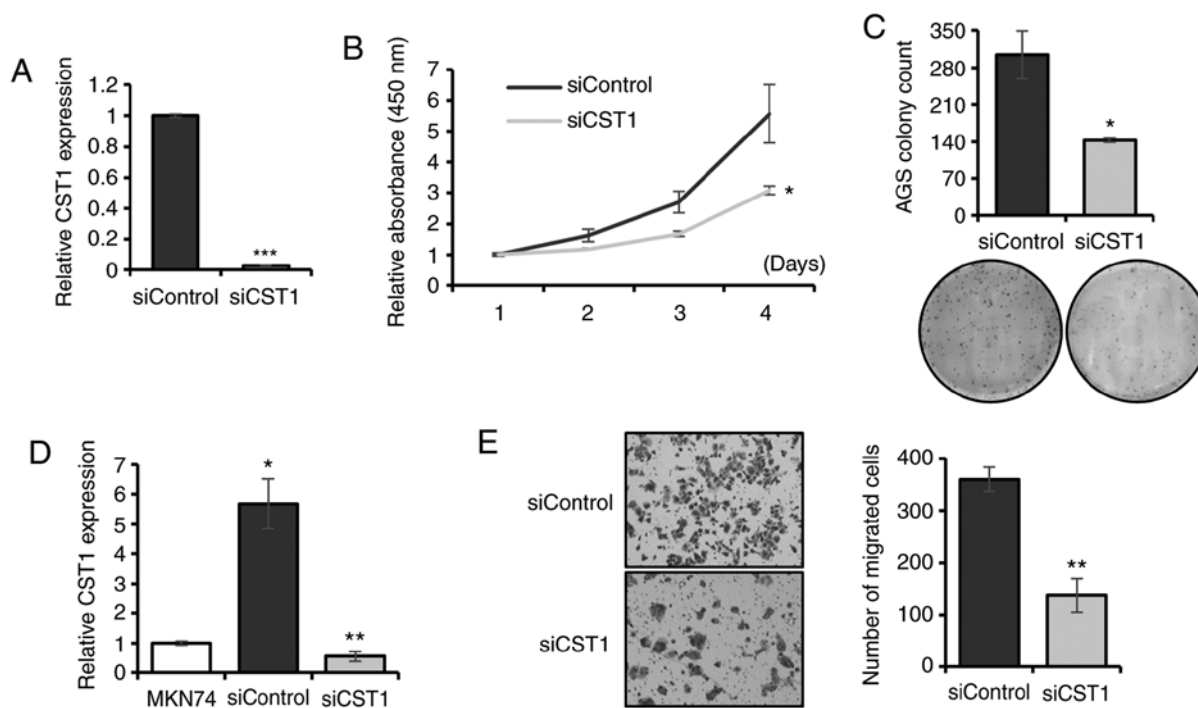 A
Relative CST1 expression
1.2
1
0.8
0.6
0.4
0.2
0
***
siControl siCST1
B
Relative absorbance (450 nm)
7
6
5
4
3
2
1
0
siControl
siCST1
*
(Days)
1 2 3 4
C
AGS colony count
350
280
210
140
70
0
*
siControl siCST1
D
Relative CST1 expression
7
6
5
4
3
2
1
0
*
**
MKN74 siControl siCST1
E
siControl
siCST1
Number of migrated cells
400
300
200
100
0
**
siControl siCST1